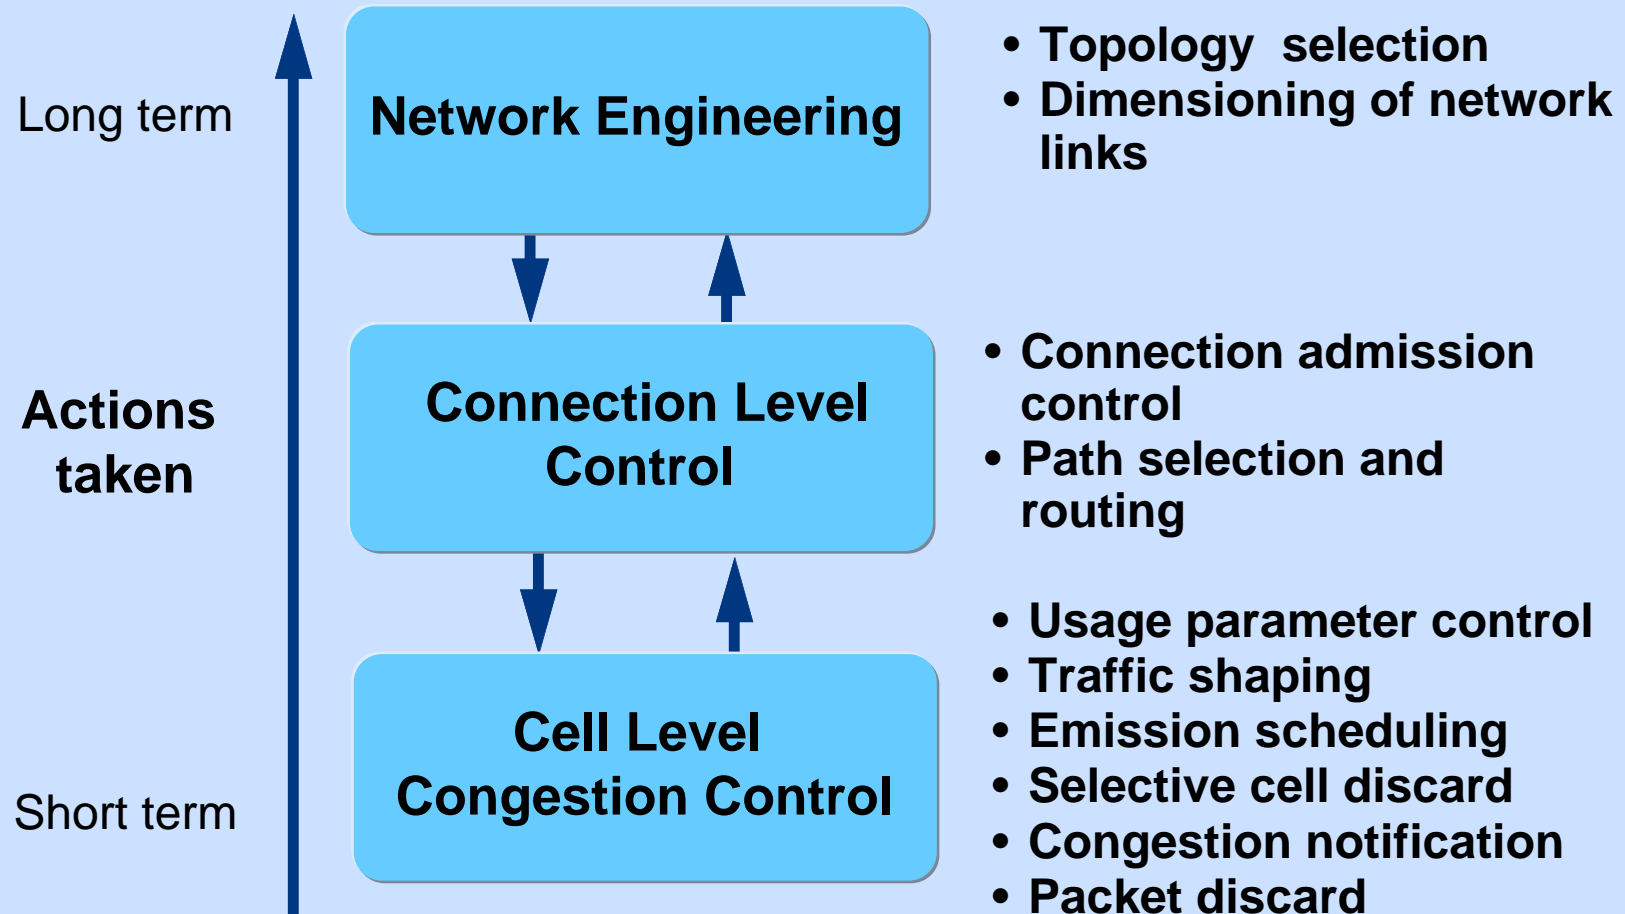 Long term
Network Engineering
• Topology selection
• Dimensioning of network
links
Actions
taken
Connection Level
Control
• Connection admission
control
• Path selection and
routing
Short term
Cell Level
Congestion Control
• Usage parameter control
• Traffic shaping
• Emission scheduling
• Selective cell discard
• Congestion notification
• Packet discard